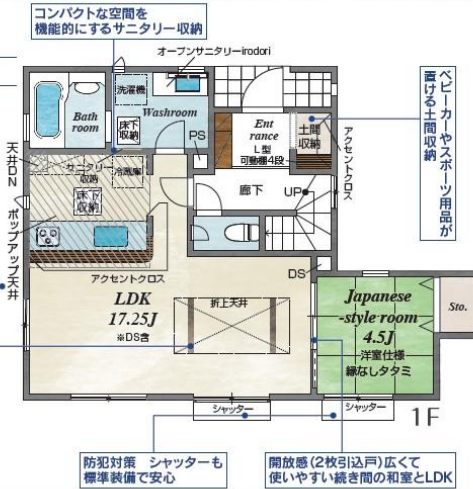 コンパクトな空間を
機能的にするサニタリー収納
オープンサニタリーirodori
洗濯機
Bath
room
Washroom
床下
収納
PS
Ent
rance
L型
可動棚4段
土間
収納
アクセントクロス
ベビーカーやスポーツ用品が
置ける土間収納
天井DN
ポップアップ天井
サニタリー
収納
冷蔵庫
床下
収納
廊下
UP
DS
アクセントクロス
LDK
17.25J
※DS含
折上天井
Japanese
-style room
4.5J
洋室仕様
縁なしタタミ
Sto.
シャッター
シャッター
1F
防犯対策 シャッターも
標準装備で安心
開放感(2枚引込戸)広くて
使いやすい続き間の和室とLDK